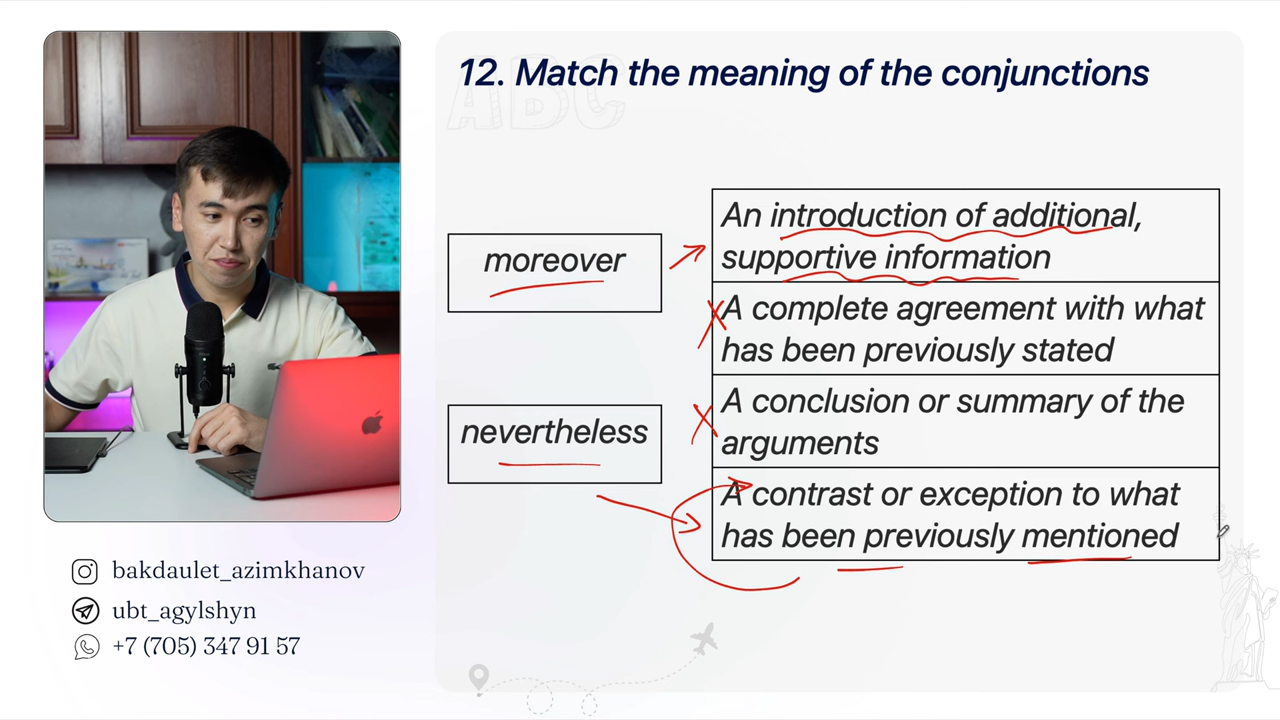 12. Match the meaning of the conjunctions
ABC
moreover
nevertheless
An introduction of additional,
supportive information
A complete agreement with what
has been previously stated
A conclusion or summary of the
arguments
A contrast or exception to what
has been previously mentioned
bakdaulet_azimkhanov
ubt_agylshyn
+7 (705) 347 91 57